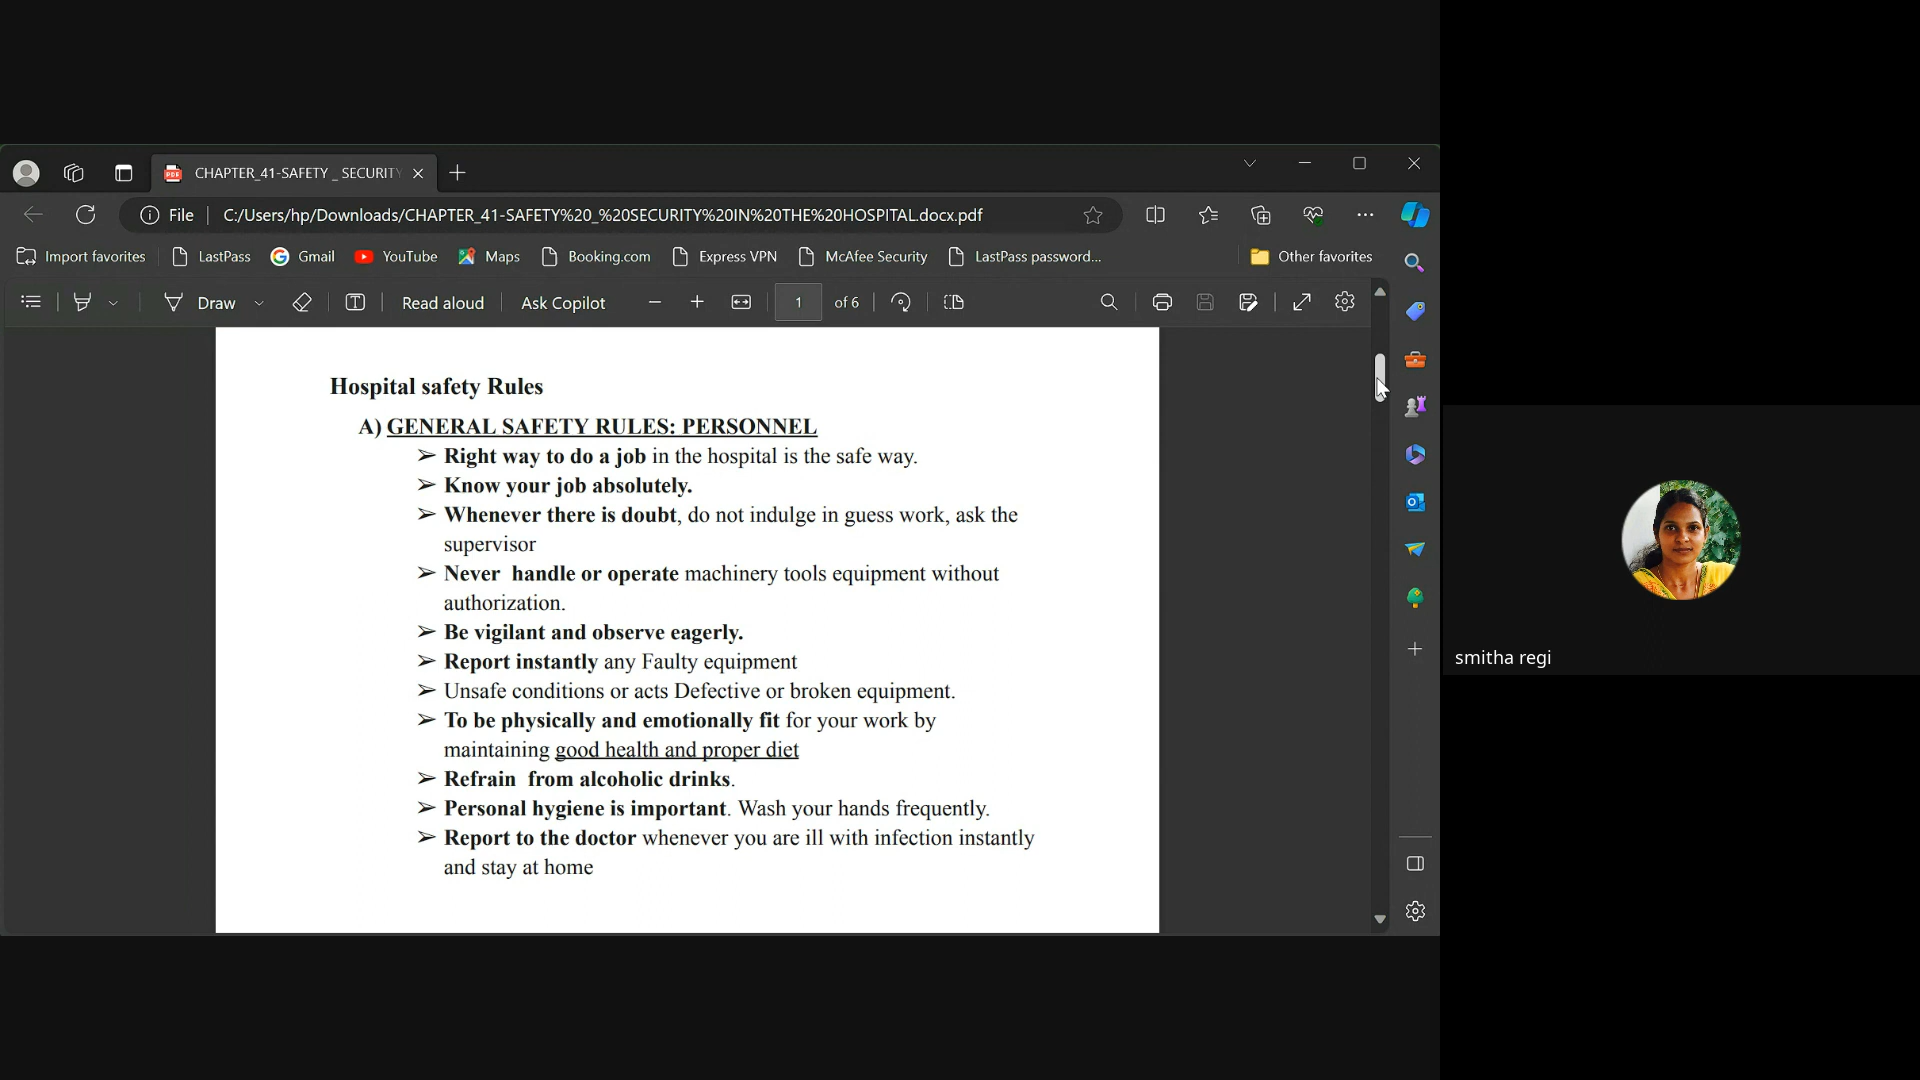 CHAPTER_41-SAFETY _ SECURITY
File
C:/Users/hp/Downloads/CHAPTER_41-SAFETY%20_%20SECURITY%20IN%20THE%20HOSPITAL.docx.pdf
Import favorites LastPass Gmail YouTube Maps Booking.com Express VPN McAfee Security LastPass password... Other favorites
Draw Read aloud Ask Copilot 1 of 6
Hospital safety Rules
A) GENERAL SAFETY RULES: PERSONNEL
➢ Right way to do a job in the hospital is the safe way.
➢ Know your job absolutely.
➢ Whenever there is doubt, do not indulge in guess work, ask the
supervisor
➢ Never handle or operate machinery tools equipment without
authorization.
➢ Be vigilant and observe eagerly.
➢ Report instantly any Faulty equipment
➢ Unsafe conditions or acts Defective or broken equipment.
➢ To be physically and emotionally fit for your work by
maintaining good health and proper diet
➢ Refrain from alcoholic drinks.
➢ Personal hygiene is important. Wash your hands frequently.
➢ Report to the doctor whenever you are ill with infection instantly
and stay at home
smitha regi